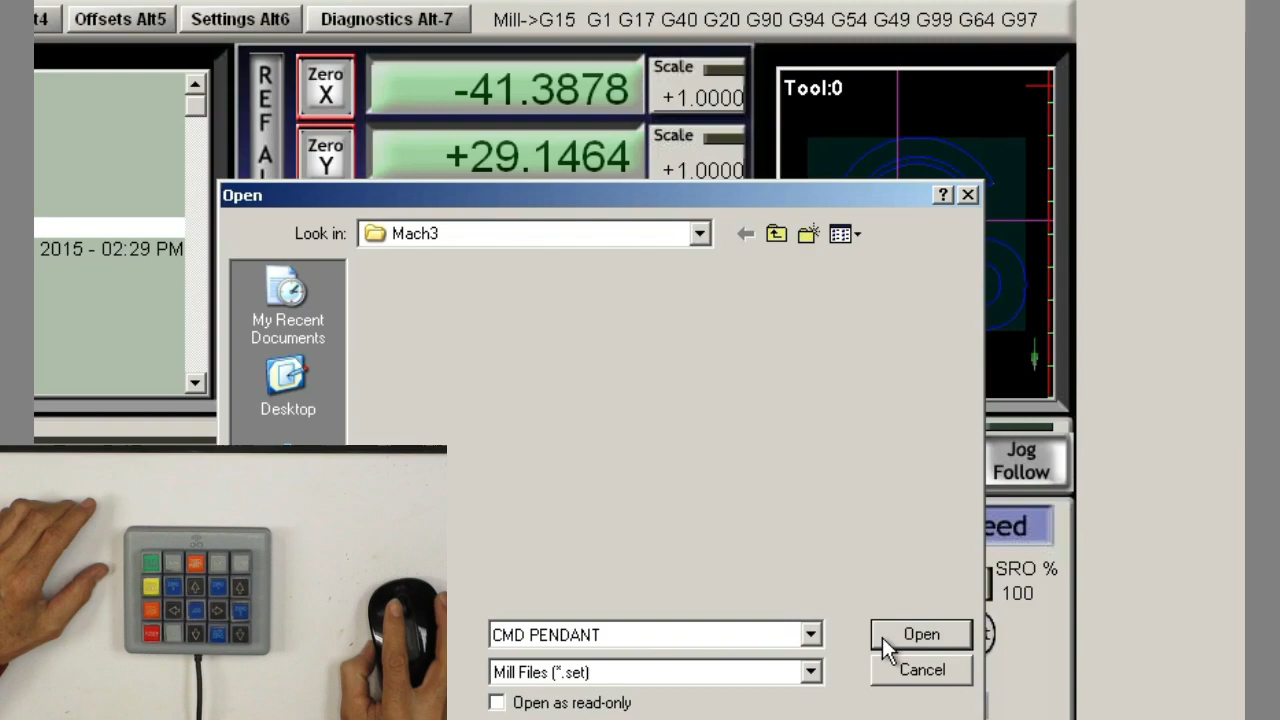 t4
Offsets Alt5
Settings Alt6
Diagnostics Alt-7
Mill->G15 G1 G17 G40 G20 G90 G94 G54 G49 G99 G64 G97
REF A
Zero
X
-41.3878
Scale
+1.0000
Tool:0
Zero
Y
+29.1464
Scale
+1.0000
Open
Look in:
Mach3
2015 - 02:29 PM
My Recent
Documents
Desktop
Jog
Follow
eed
SRO %
100
CMD PENDANT
Open
Mill Files (*.set)
Cancel
Open as read-only